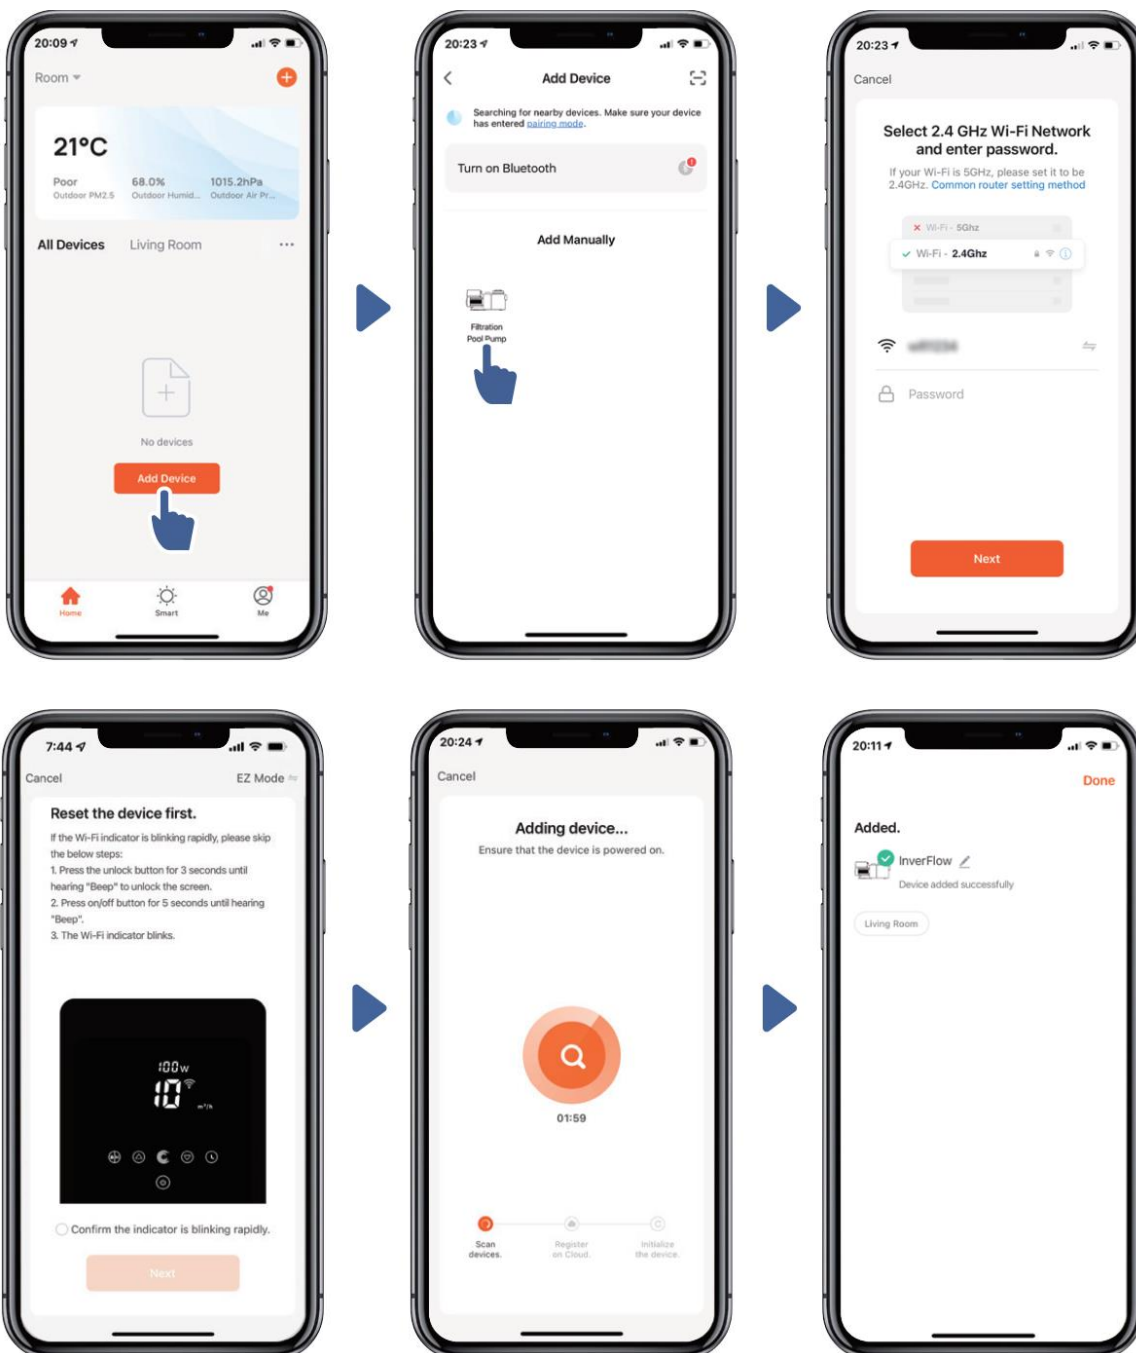 20:09
Room
21°C
Poor 68.0% 1015.2hPa
Outdoor PM2.5 Outdoor Humid... Outdoor Air Pr...
All Devices Living Room ...
No devices
Add Device
Home Smart Me
20:23
Add Device
Searching for nearby devices. Make sure your device
has entered pairing mode.
Turn on Bluetooth
Add Manually
Filtration
Pool Pump
20:23
Cancel
Select 2.4 GHz Wi-Fi Network
and enter password.
If your Wi-Fi is 5GHz, please set it to be
2.4GHz. Common router setting method
Wi-Fi - 5Ghz
Wi-Fi - 2.4Ghz
Password
Next
7:44
Cancel EZ Mode
Reset the device first.
If the Wi-Fi indicator is blinking rapidly, please skip
the below steps:
1. Press the unlock button for 3 seconds until
hearing "Beep" to unlock the screen.
2. Press on/off button for 5 seconds until hearing
"Beep".
3. The Wi-Fi indicator blinks.
100w
10
m³/h
Confirm the indicator is blinking rapidly.
Next
20:24
Cancel
Adding device...
Ensure that the device is powered on.
01:59
Scan Register Initialize
devices. on Cloud. the device.
20:11
Done
Added.
InverFlow
Device added successfully
Living Room